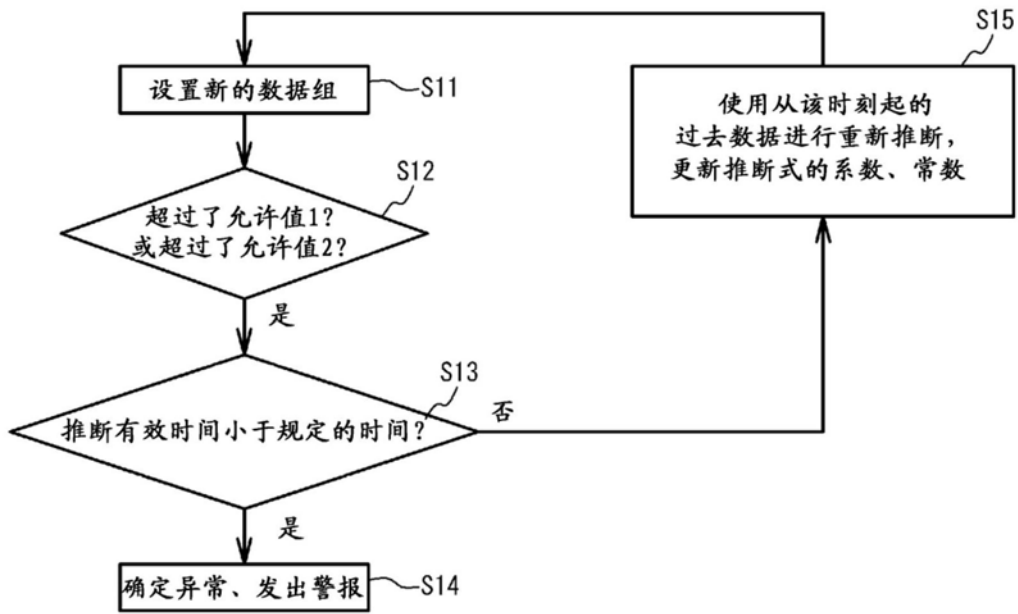 S15
设置新的数据组
S11
使用从该时刻起的
过去数据进行重新推断,
更新推断式的系数、常数
S12
超过了允许值1?
或超过了允许值2?
是
S13
推断有效时间小于规定的时间?
否
是
确定异常、发出警报
S14